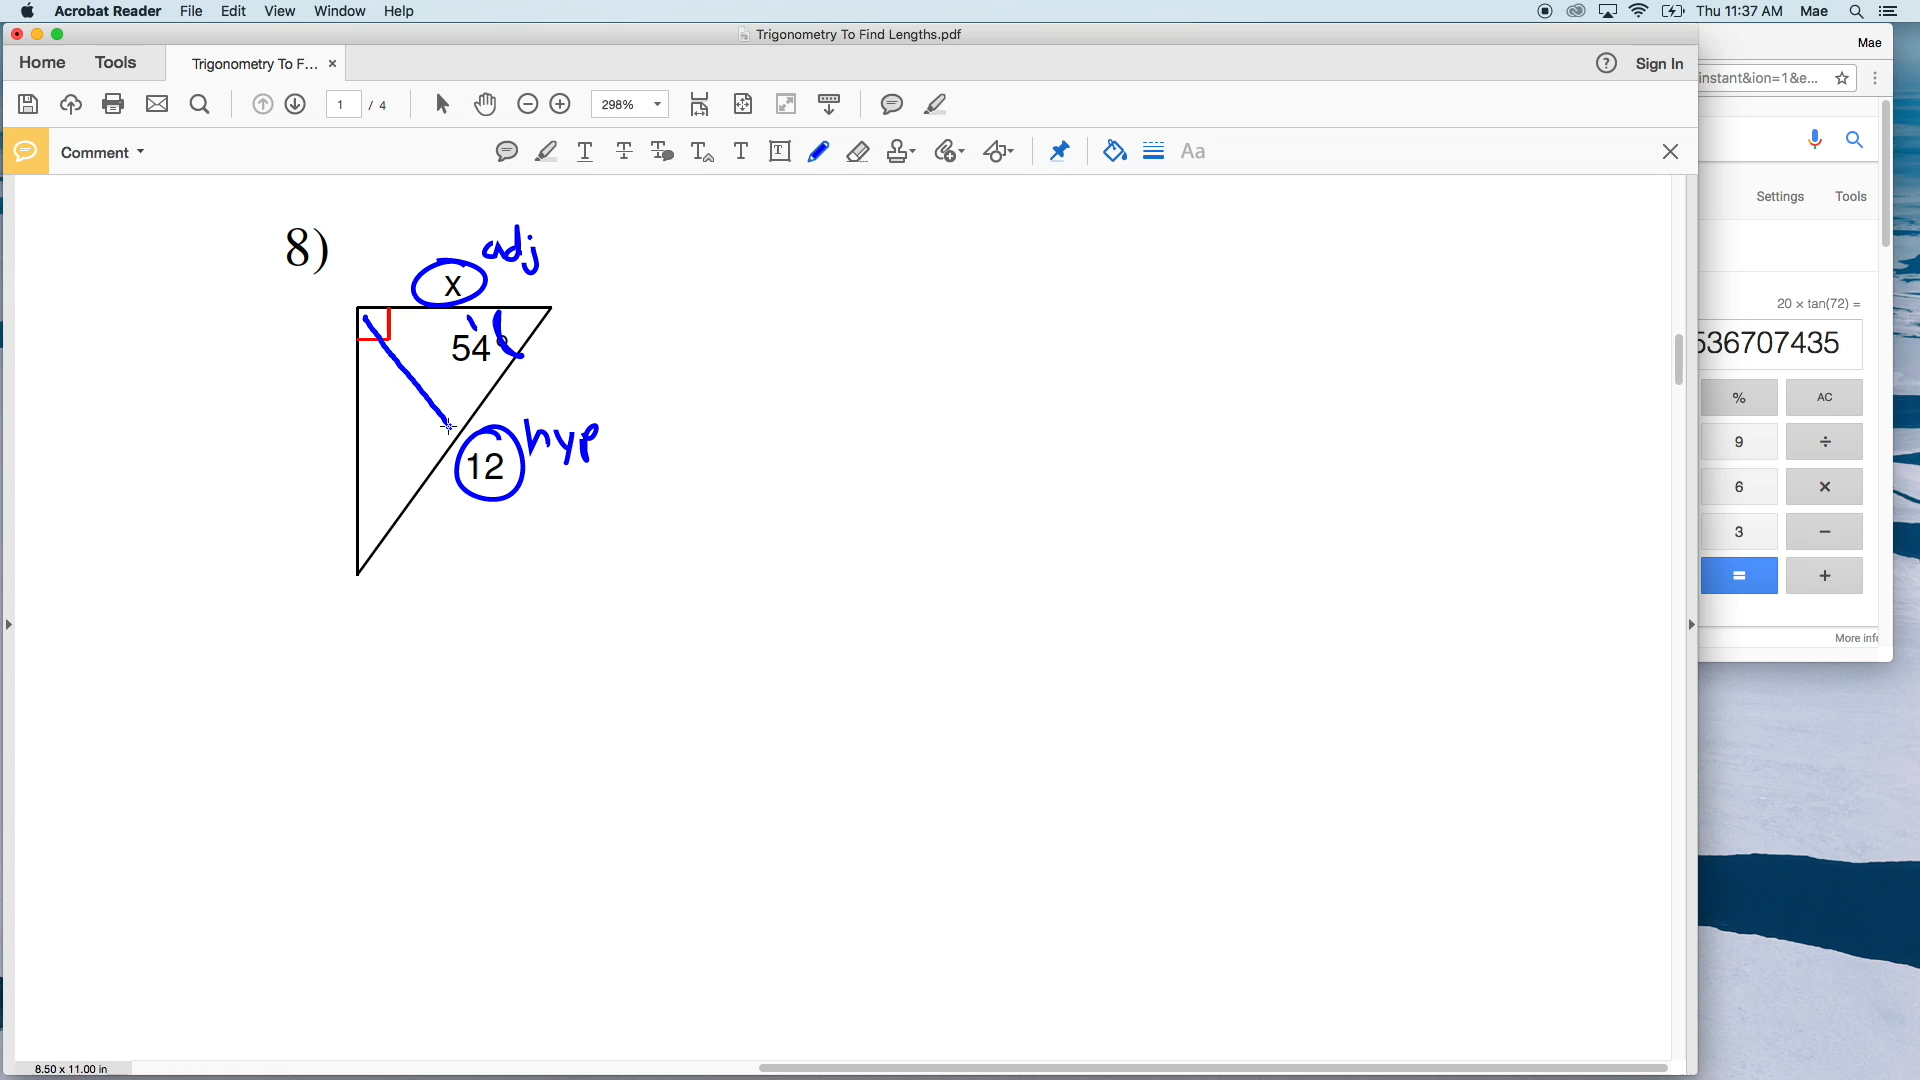 Acrobat Reader File Edit View Window Help Thu 11:37 AM Mae
Trigonometry To Find Lengths.pdf
Mae
Home Tools Trigonometry To F... × ? Sign In
instant&ion=1&e...
1 / 4 298%
Comment Aa
Settings Tools
8)
adj
x
20 × tan(72) =
54°
536707435
% AC
hyp
9 ÷
12
6 ×
3 −
= +
More info
8.50 x 11.00 in